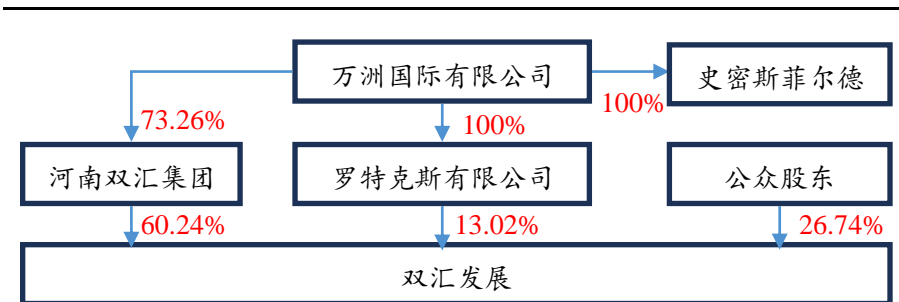 万洲国际有限公司
史密斯菲尔德
100%
73.26%
100%
河南双汇集团
罗特克斯有限公司
公众股东
60.24%
13.02%
26.74%
双汇发展